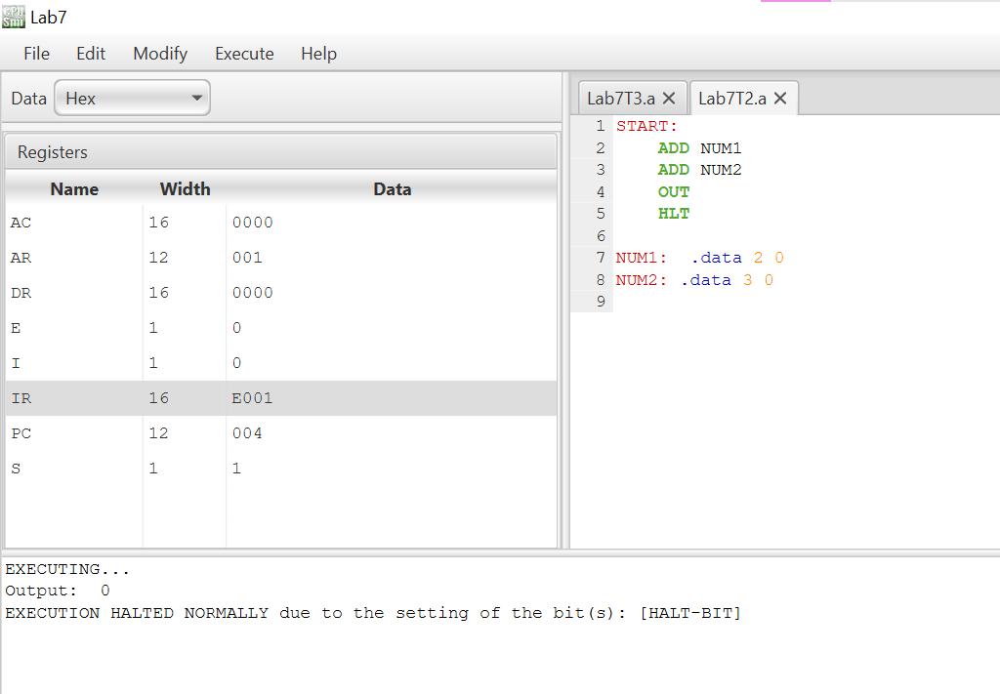 Lab7
File Edit Modify Execute Help
Data Hex
Lab7T3.a Lab7T2.a
Registers
Name Width Data
AC 16 0000
AR 12 001
DR 16 0000
E 1 0
I 1 0
IR 16 E001
PC 12 004
S 1 1
1 START:
2 ADD NUM1
3 ADD NUM2
4 OUT
5 HLT
6
7 NUM1: .data 2 0
8 NUM2: .data 3 0
9
EXECUTING...
Output: 0
EXECUTION HALTED NORMALLY due to the setting of the bit(s): [HALT-BIT]